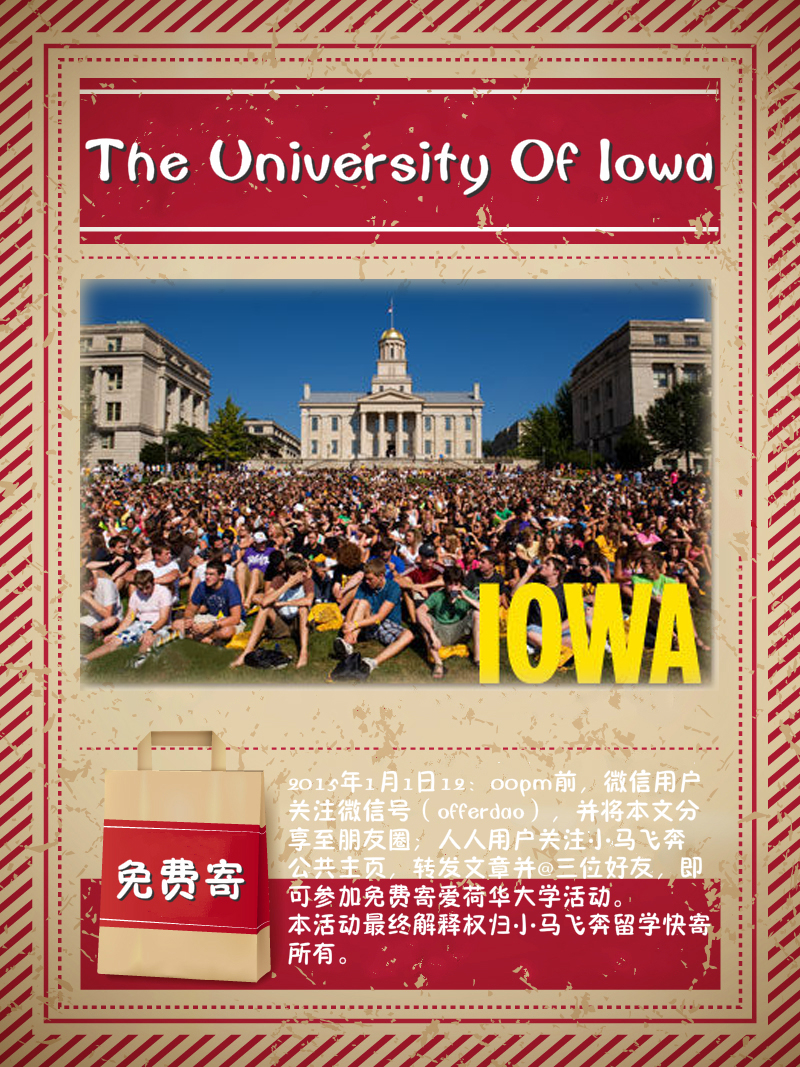 The University Of Iowa
IOWA
免费寄
2015年1月1日12：00pm前，微信用户
关注微信号（offerdao），并将本文分
享至朋友圈；人人用户关注小马飞奔
公共主页，转发文章并@三位好友，即
可参加免费寄爱荷华大学活动。
本活动最终解释权归小马飞奔留学快寄
所有。